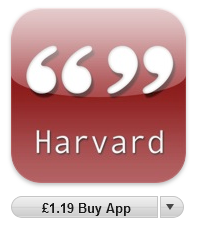 ““ ””
Harvard
£1.19 Buy App